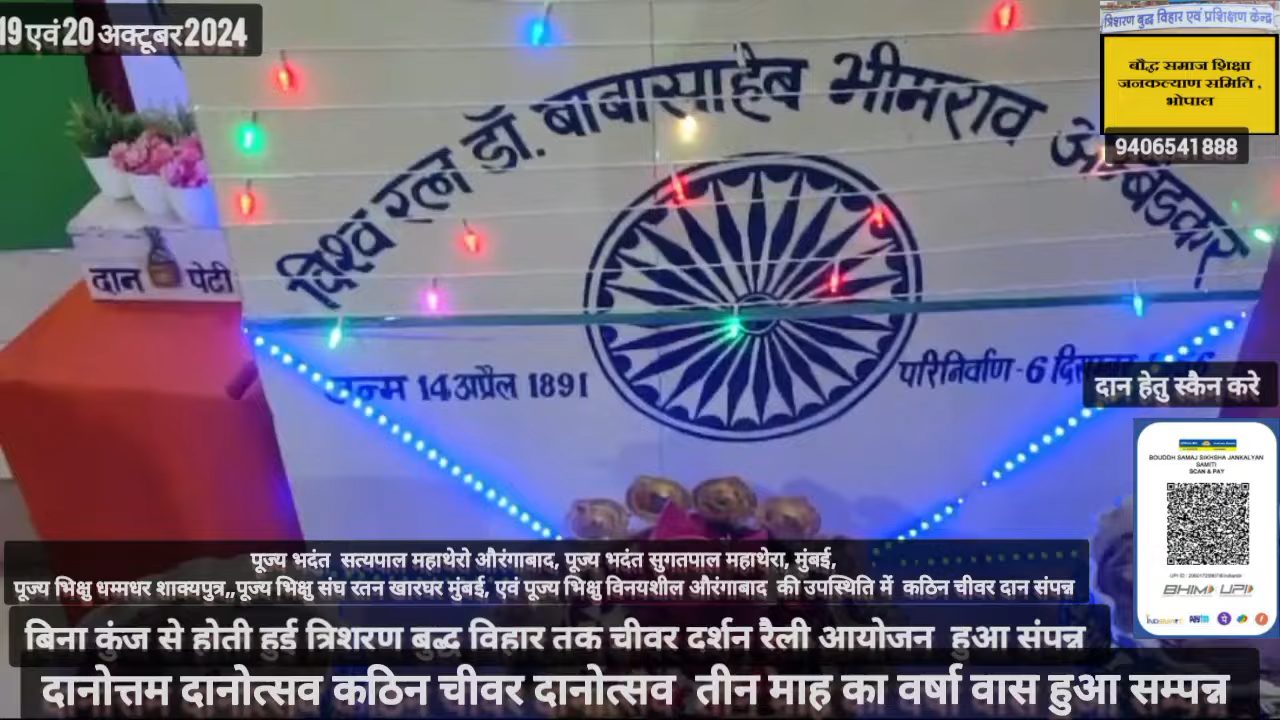 19 एवं 20 अक्टूबर 2024
त्रिशरण बुद्ध विहार एवं प्रशिक्षण केन्द्र
बौद्ध समाज शिक्षा
जनकल्याण समिति ,
भोपाल
9406541888
विश्व रत्न डॉ. बाबासाहेब भीमराव
दान पेटी
जन्म 14 अप्रैल 1891
परिनिर्वाण - 6
दान हेतु स्कैन करे
BOUDDH SAMAJ SIKHSHA JANKALYAN
SAMITI
SCAN & PAY
BHIM UPI
पूज्य भदंत सत्यपाल महाथेरो औरंगाबाद, पूज्य भदंत सुगतपाल महाथेरा, मुंबई,
पूज्य भिक्षु धम्मधर शाक्यपुत्र,,पूज्य भिक्षु संघ रतन खारघर मुंबई एवं पूज्य भिक्षु विनयशील औरंगाबाद की उपस्थिति में कठिन चीवर दान संपन्न
बिना कुंज से होती हुई त्रिशरण बुद्ध विहार तक चीवर दर्शन रैली आयोजन हुआ संपन्न
दानोत्तम दानोत्सव कठिन चीवर दानोत्सव तीन माह का वर्षा वास हुआ सम्पन्न